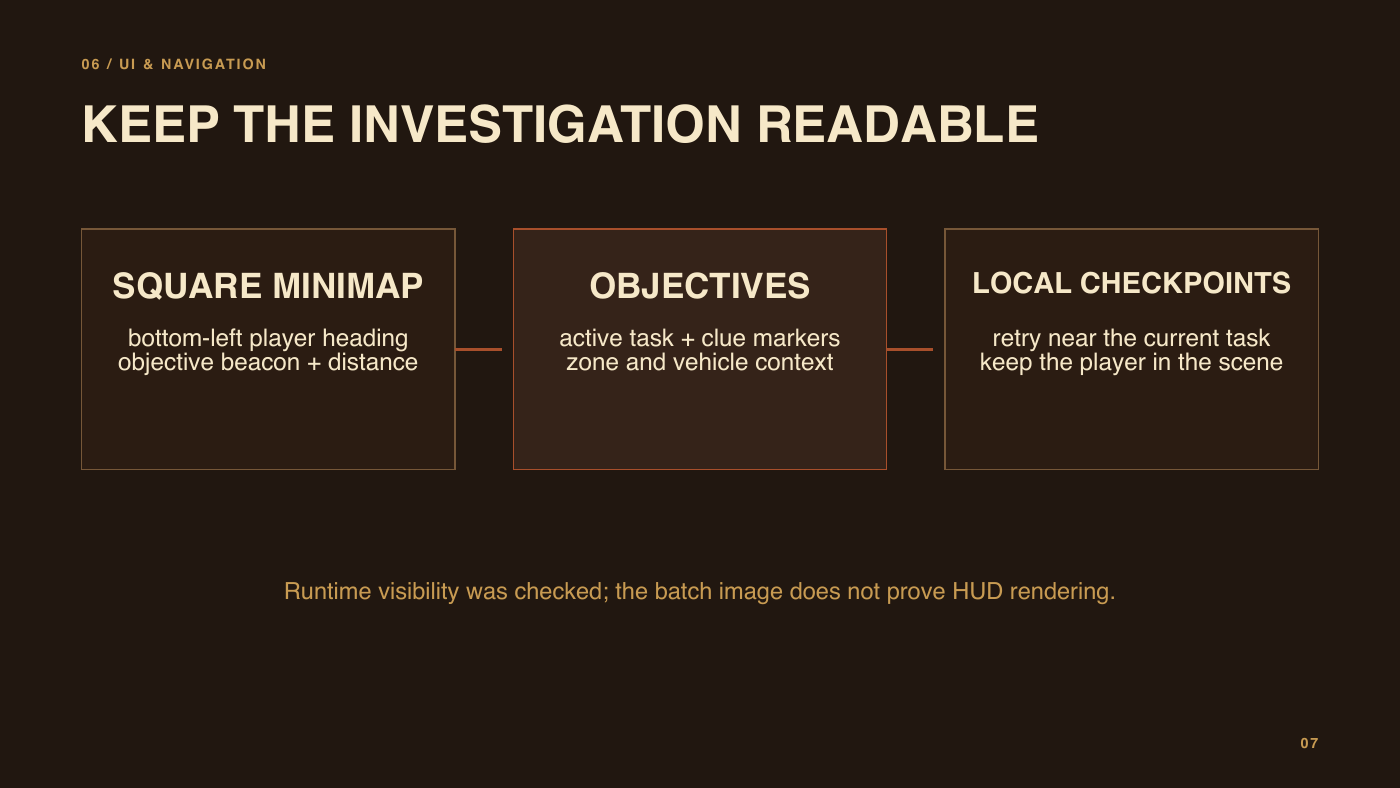 06 / UI & NAVIGATION
KEEP THE INVESTIGATION READABLE
SQUARE MINIMAP
bottom-left player heading
objective beacon + distance
OBJECTIVES
active task + clue markers
zone and vehicle context
LOCAL CHECKPOINTS
retry near the current task
keep the player in the scene
Runtime visibility was checked; the batch image does not prove HUD rendering.
07